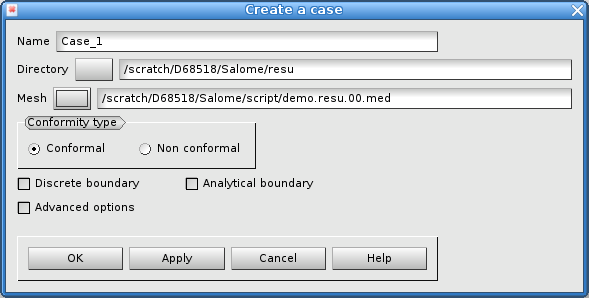 Create a case
Name Case_1
Directory /scratch/D68518/Salome/resu
Mesh /scratch/D68518/Salome/script/demo.resu.00.med
Conformity type
Conformal Non conformal
Discrete boundary Analytical boundary
Advanced options
OK Apply Cancel Help